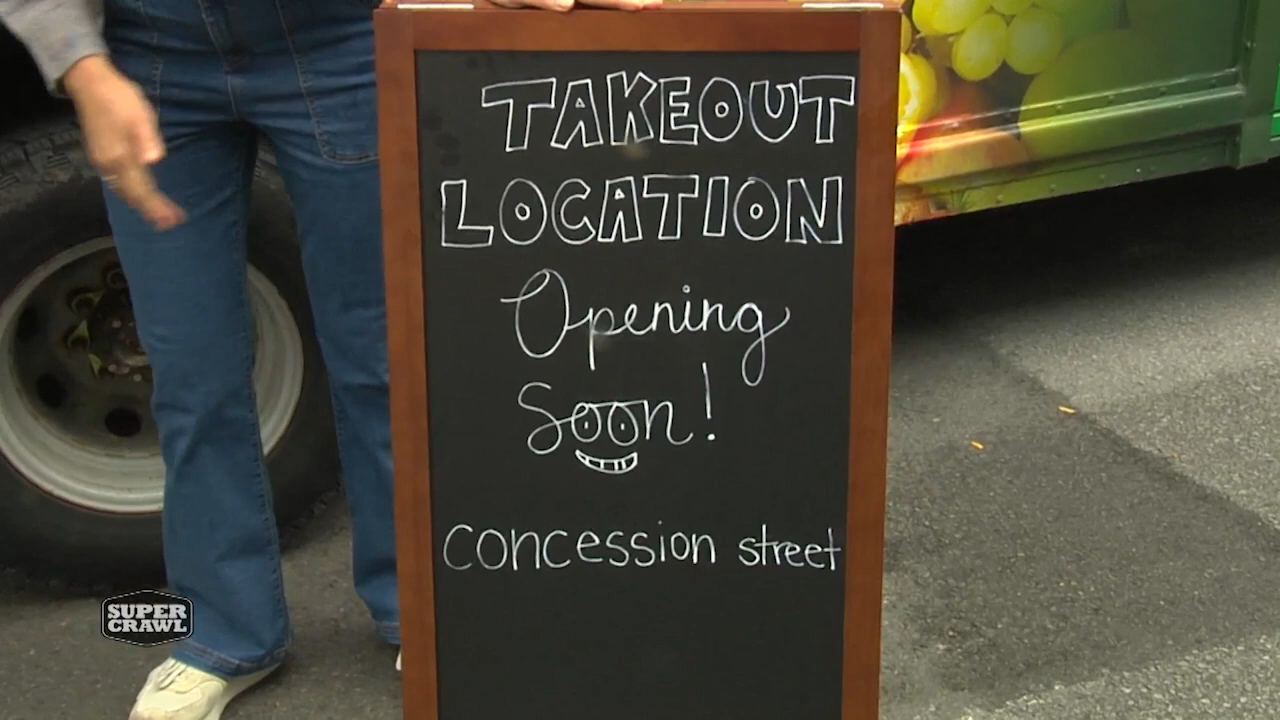 TAKEOUT
LOCATION
Opening
Soon!
Concession street
SUPER
CRAWL